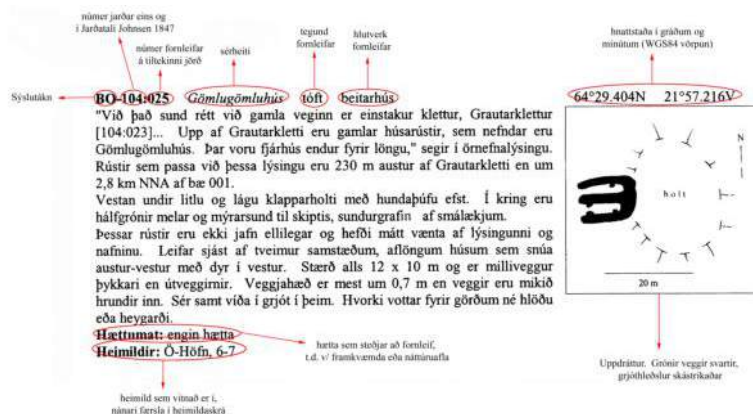 númer jarðar eins og
í Jarðatali Johnsen 1847
númer fornleifar
á tiltekinni jörð
sérheiti
tegund
fornleifar
hlutverk
fornleifar
hnattstaða í gráðum og
mínútum (WGS84 vörpun)
Sýslutákn
BO-104:025 Gömlugömluhús tóft beitarhús
64°29.404N 21°57.216V
"Við það sund rétt við gamla veginn er einstakur klettur, Grautarklettur
[104:023]... Upp af Grautarkletti eru gamlar húsarústir, sem nefndar eru
Gömlugömluhús. Þar voru fjárhús endur fyrir löngu," segir í örnefnalýsingu.
Rústir sem passa við þessa lýsingu eru 230 m austur af Grautarkletti en um
2,8 km NNA af bæ 001.
Vestan undir litlu og lágu klapparholti með hundaþúfu efst. Í kring eru
hálfgrónir melar og mýrarsund til skiptis, sundurgrafin af smálækjum.
Þessar rústir eru ekki jafn ellilegar og hefði mátt vænta af lýsingunni og
nafninu. Leifar sjást af tveimur samstæðum, aflöngum húsum sem snúa
austur-vestur með dyr í vestur. Stærð alls 12 x 10 m og er milliveggur
þykkari en útveggirnir. Veggjahæð er mest um 0,7 m en veggir eru mikið
hrundir inn. Sér samt víða í grjót í þeim. Hvorki vottar fyrir görðum né hlöðu
eða heygarði.
Hættumat: engin hætta
Heimildir: Ö-Höfn, 6-7
N
holt
20 m
hætta sem steðjar að fornleif,
t.d. v/ framkvæmda eða náttúruafla
Uppdráttur. Grónir veggir svartir,
grjóthleðslur skástrikaðar
heimild sem vitnað er í,
nánari færsla í heimildaskrá